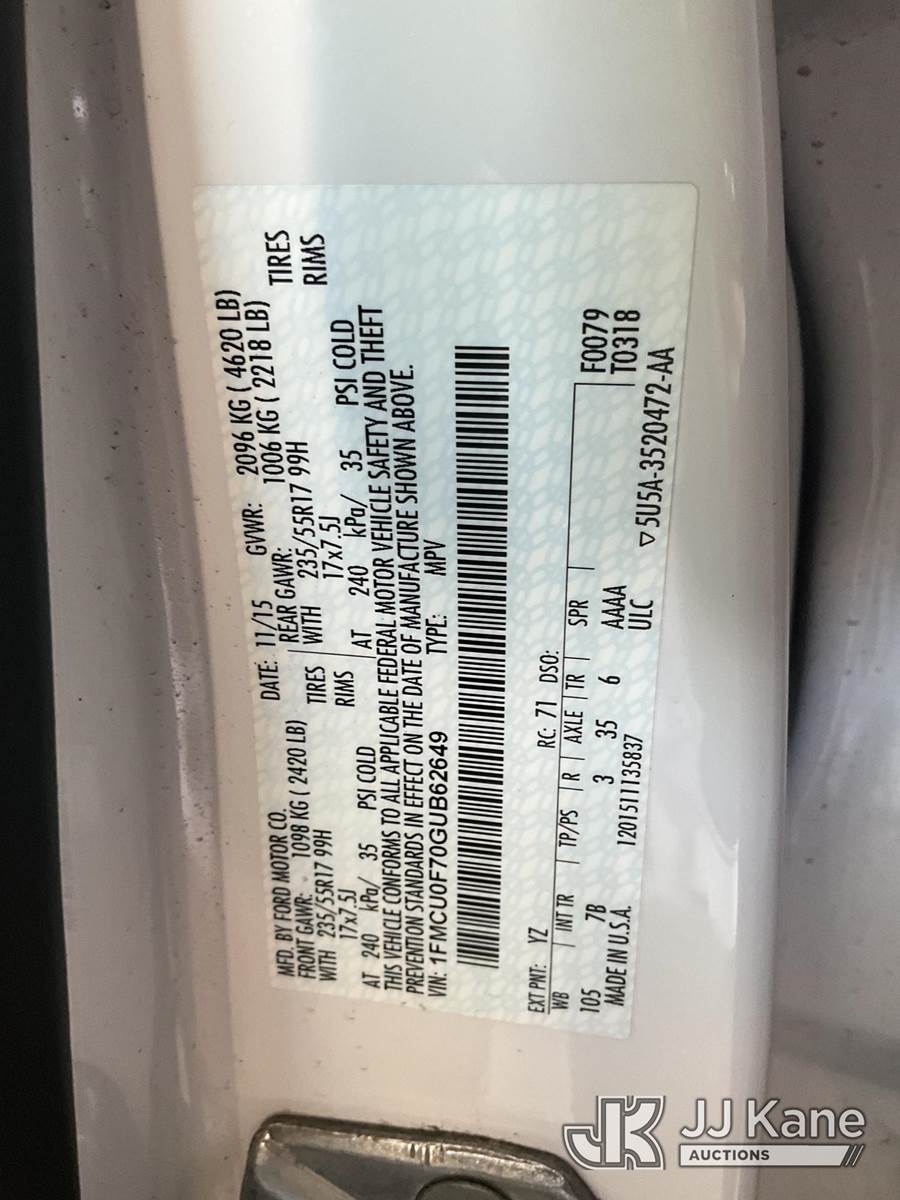 MFD. BY FORD MOTOR CO.
DATE: 11/15 GVWR: 2096 KG ( 4620 LB)
FRONT GAWR: 1098 KG ( 2420 LB) REAR GAWR: 1006 KG ( 2218 LB)
WITH 235/55R17 99H TIRES WITH 235/55R17 99H TIRES
17x7.5J RIMS 17x7.5J RIMS
AT 240 kPa/ 35 PSI COLD AT 240 kPa/ 35 PSI COLD
THIS VEHICLE CONFORMS TO ALL APPLICABLE FEDERAL MOTOR VEHICLE SAFETY AND THEFT
PREVENTION STANDARDS IN EFFECT ON THE DATE OF MANUFACTURE SHOWN ABOVE.
VIN: 1FMCU0F70GUB62649 TYPE: MPV
EXT PNT: YZ RC: 71 DSO:
WB INT TR TP/PS R AXLE TR SPR F0079
105 7B 3 35 6 AAAA T0318
MADE IN U.S.A. 1201511135837 ULC
▽5U5A-3520472-AA
JK JJ Kane
AUCTIONS